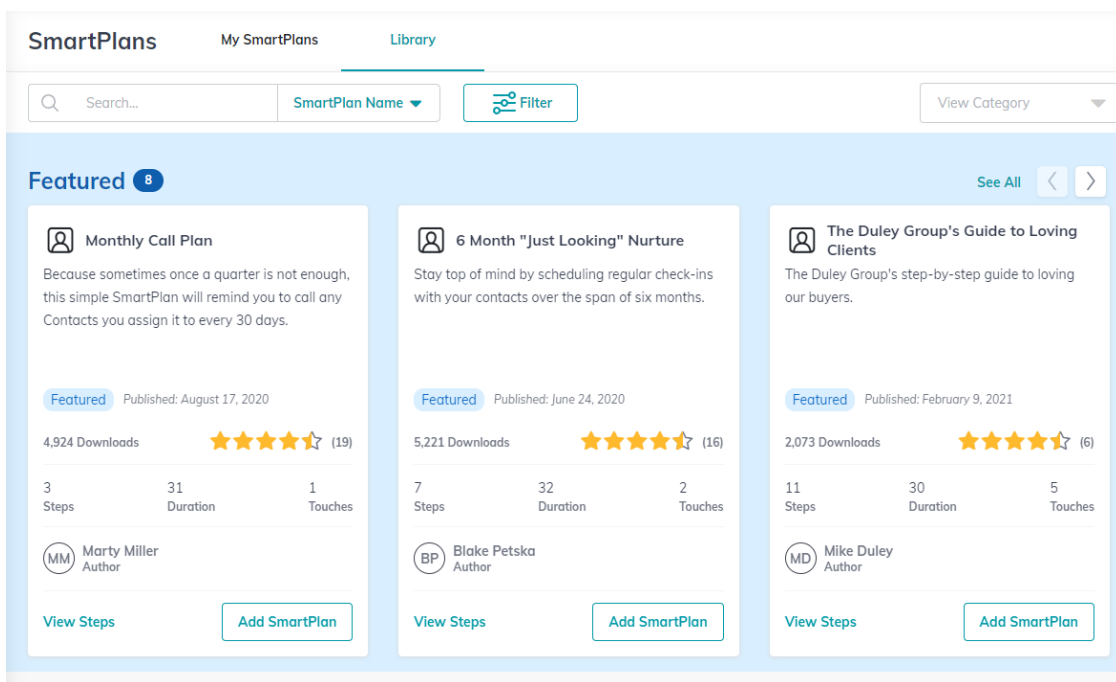 SmartPlans My SmartPlans Library
Search... SmartPlan Name Filter View Category
Featured 8 See All
Monthly Call Plan
Because sometimes once a quarter is not enough,
this simple SmartPlan will remind you to call any
Contacts you assign it to every 30 days.
Featured Published: August 17, 2020
4,924 Downloads (19)
3 31 1
Steps Duration Touches
MM Marty Miller
Author
View Steps Add SmartPlan
6 Month "Just Looking" Nurture
Stay top of mind by scheduling regular check-ins
with your contacts over the span of six months.
Featured Published: June 24, 2020
5,221 Downloads (16)
7 32 2
Steps Duration Touches
BP Blake Petska
Author
View Steps Add SmartPlan
The Duley Group's Guide to Loving
Clients
The Duley Group's step-by-step guide to loving
our buyers.
Featured Published: February 9, 2021
2,073 Downloads (6)
11 30 5
Steps Duration Touches
MD Mike Duley
Author
View Steps Add SmartPlan